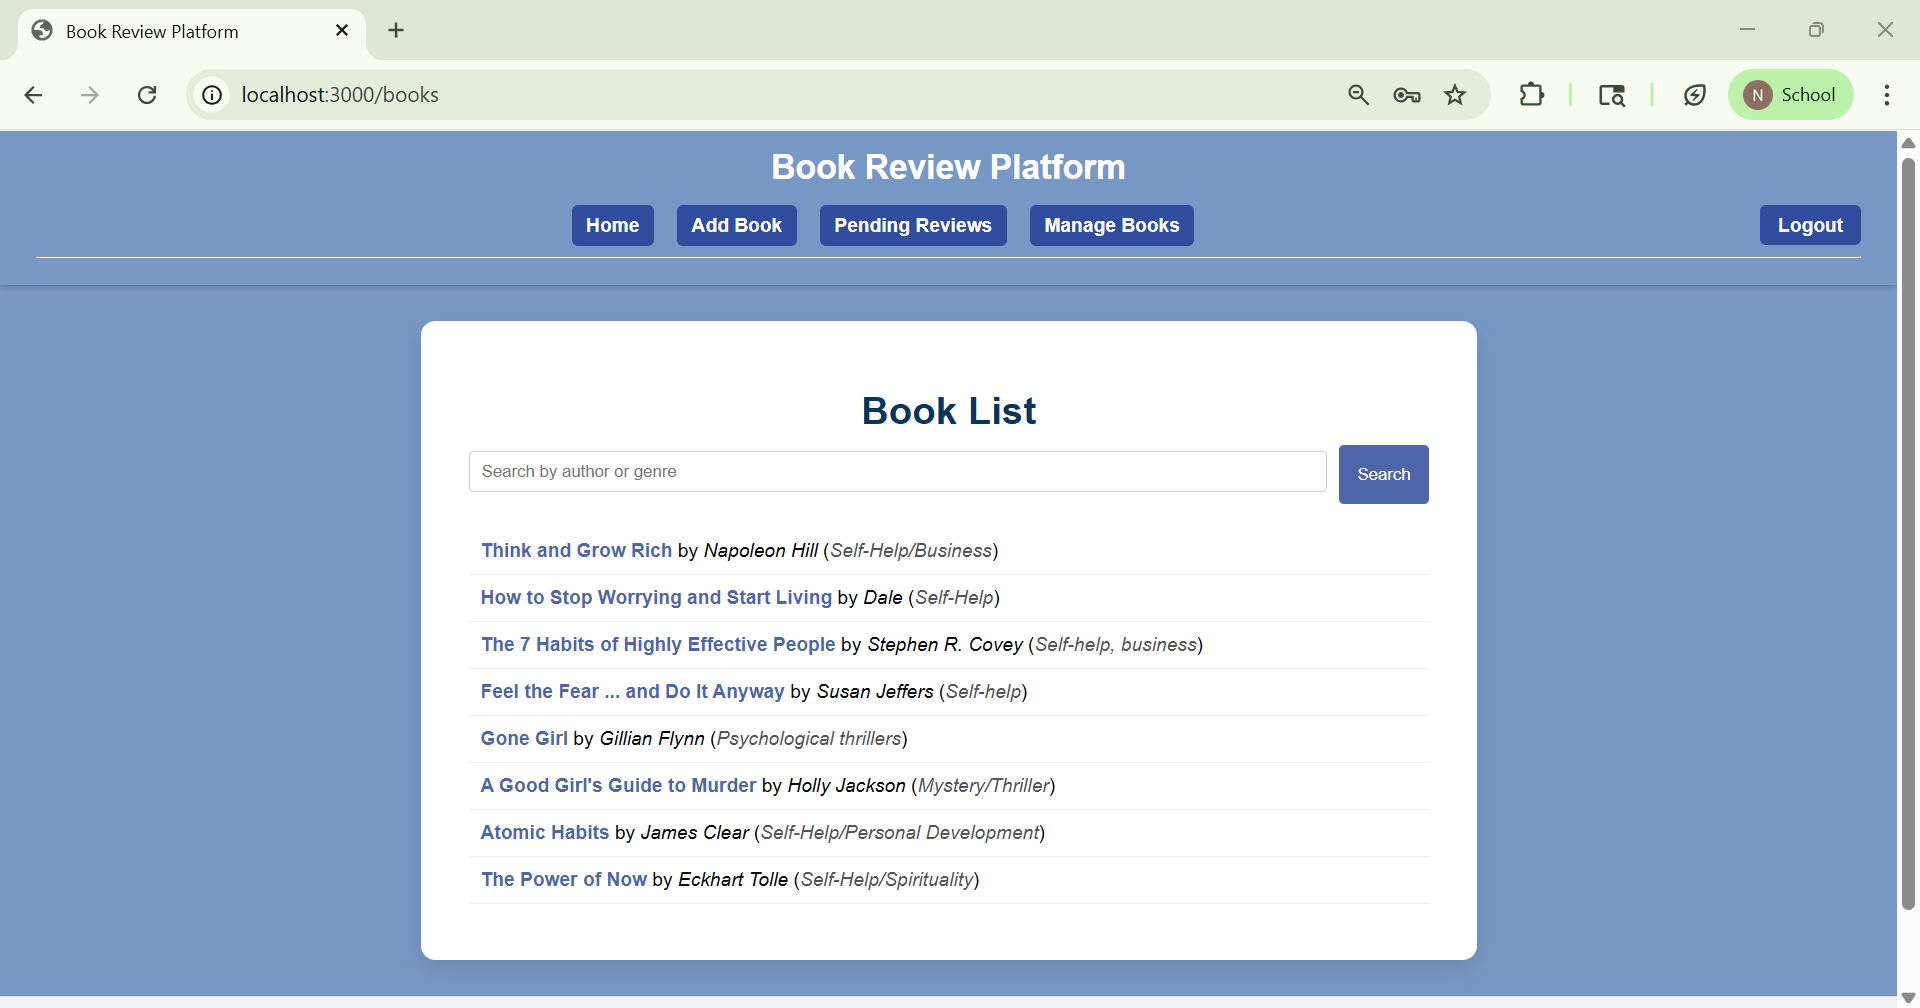 Book Review Platform
localhost:3000/books
N School
Book Review Platform
Home Add Book Pending Reviews Manage Books Logout
Book List
Search by author or genre Search
Think and Grow Rich by Napoleon Hill (Self-Help/Business)
How to Stop Worrying and Start Living by Dale (Self-Help)
The 7 Habits of Highly Effective People by Stephen R. Covey (Self-help, business)
Feel the Fear ... and Do It Anyway by Susan Jeffers (Self-help)
Gone Girl by Gillian Flynn (Psychological thrillers)
A Good Girl's Guide to Murder by Holly Jackson (Mystery/Thriller)
Atomic Habits by James Clear (Self-Help/Personal Development)
The Power of Now by Eckhart Tolle (Self-Help/Spirituality)